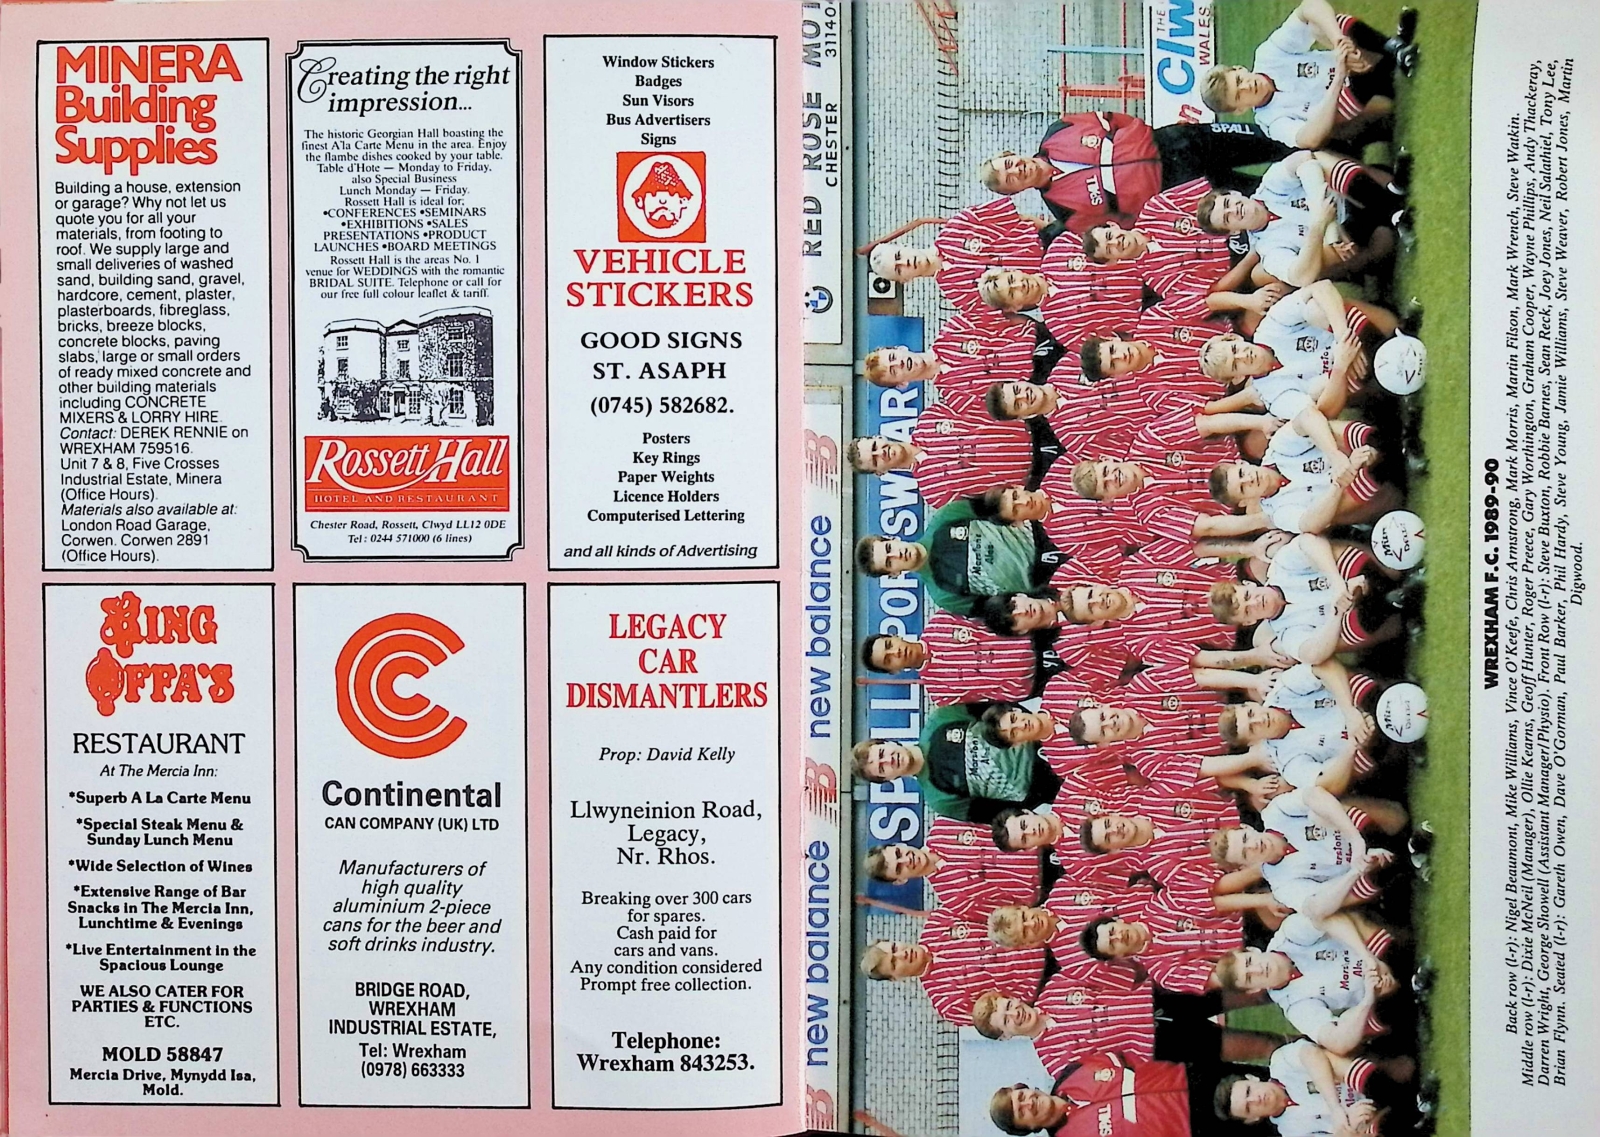 MINERA
Building
Supplies
Building a house, extension
or garage? Why not let us
quote you for all your
materials, from footing to
roof. We supply large and
small deliveries of washed
sand, building sand, gravel,
hardcore, cement, plaster,
plasterboards, fibreglass,
bricks, breeze blocks,
concrete blocks, paving
slabs, large or small orders
of ready mixed concrete and
other building materials
including CONCRETE
MIXERS & LORRY HIRE.
Contact: DEREK RENNIE on
WREXHAM 759516.
Unit 7 & 8, Five Crosses
Industrial Estate, Minera
(Office Hours).
Materials also available at:
London Road Garage,
Corwen. Corwen 2891
(Office Hours).
Creating the right
impression...
The historic Georgian Hall boasting the
finest A'la Carte Menu in the area. Enjoy
the flambe dishes cooked by your table.
Table d'Hote — Monday to Friday,
also Special Business
Lunch Monday — Friday.
Rossett Hall is ideal for:
•CONFERENCES •SEMINARS
•EXHIBITIONS •SALES
PRESENTATIONS •PRODUCT
LAUNCHES •BOARD MEETINGS
Rossett Hall is the areas No. 1
venue for WEDDINGS with the romantic
BRIDAL SUITE. Telephone or call for
our free full colour leaflet & tariff.
Rossett Hall
HOTEL AND RESTAURANT
Chester Road, Rossett, Clwyd LL12 0DE
Tel: 0244 571000 (6 lines)
Window Stickers
Badges
Sun Visors
Bus Advertisers
Signs
VEHICLE
STICKERS
GOOD SIGNS
ST. ASAPH
(0745) 582682.
Posters
Key Rings
Paper Weights
Licence Holders
Computerised Lettering
and all kinds of Advertising
KING
OFFA'S
RESTAURANT
At The Mercia Inn:
*Superb A La Carte Menu
*Special Steak Menu &
Sunday Lunch Menu
*Wide Selection of Wines
*Extensive Range of Bar
Snacks in The Mercia Inn,
Lunchtime & Evenings
*Live Entertainment in the
Spacious Lounge
WE ALSO CATER FOR
PARTIES & FUNCTIONS
ETC.
MOLD 58847
Mercia Drive, Mynydd Isa,
Mold.
Continental
CAN COMPANY (UK) LTD
Manufacturers of
high quality
aluminium 2-piece
cans for the beer and
soft drinks industry.
BRIDGE ROAD,
WREXHAM
INDUSTRIAL ESTATE,
Tel: Wrexham
(0978) 663333
LEGACY
CAR
DISMANTLERS
Prop: David Kelly
Llwyneinion Road,
Legacy,
Nr. Rhos.
Breaking over 300 cars
for spares.
Cash paid for
cars and vans.
Any condition considered
Prompt free collection.
Telephone:
Wrexham 843253.
new balance new balance
RED ROSE MOT
CHESTER 31140
SPALL SPORTSWEAR
THE
Clw
WALES
SPALL
SPALL
SPALL
Marstons
Ales
Marston
Ales
Marstons
Ales
Mitre
Mitre
WREXHAM F.C. 1989-90
Back row (l-r): Nigel Beaumont, Mike Williams, Vince O'Keefe, Chris Armstrong, Mark Morris, Martin Filson, Mark Wrench, Steve Watkin.
Middle row (l-r): Dixie McNeil (Manager), Ollie Kearns, Geoff Hunter, Roger Preece, Gary Worthington, Graham Cooper, Wayne Phillips, Andy Thackeray,
Darren Wright, George Showell (Assistant Manager/Physio). Front Row (l-r): Steve Buxton, Robbie Barnes, Sean Reck, Joey Jones, Neil Salathiel, Tony Lee,
Brian Flynn. Seated (l-r): Gareth Owen, Dave O'Gorman, Paul Barker, Phil Hardy, Steve Young, Jamie Williams, Steve Weaver, Robert Jones, Martin
Digwood.